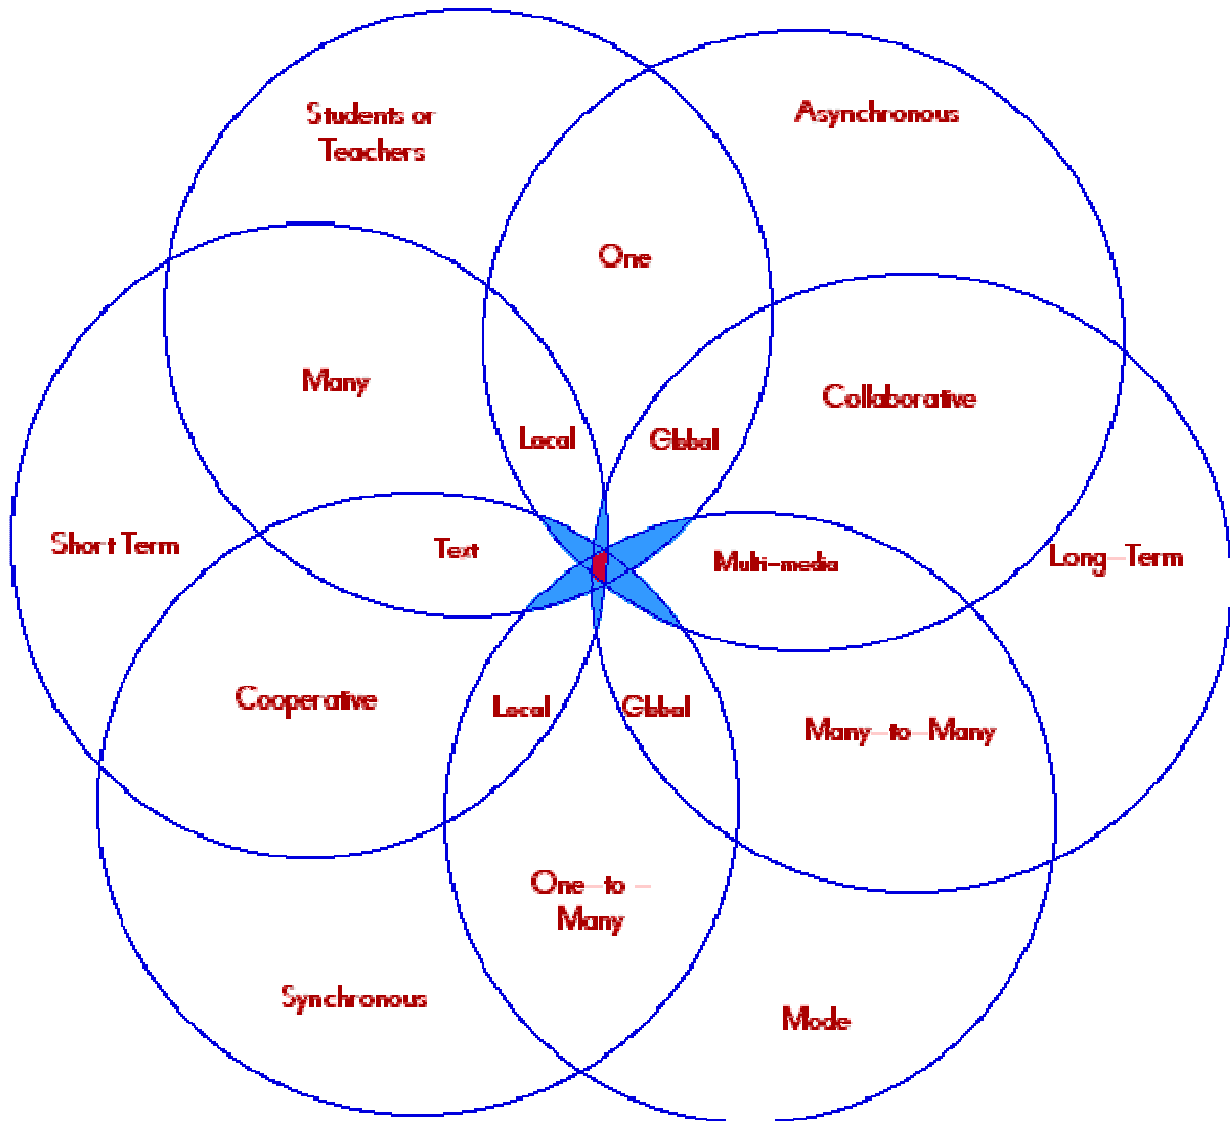 Students or
Teachers
Asynchronous
One
Many
Collaborative
Local
Global
Short Term
Text
Multi-media
Long-Term
Cooperative
Local
Global
Many-to-Many
One-to-
Many
Synchronous
Mode